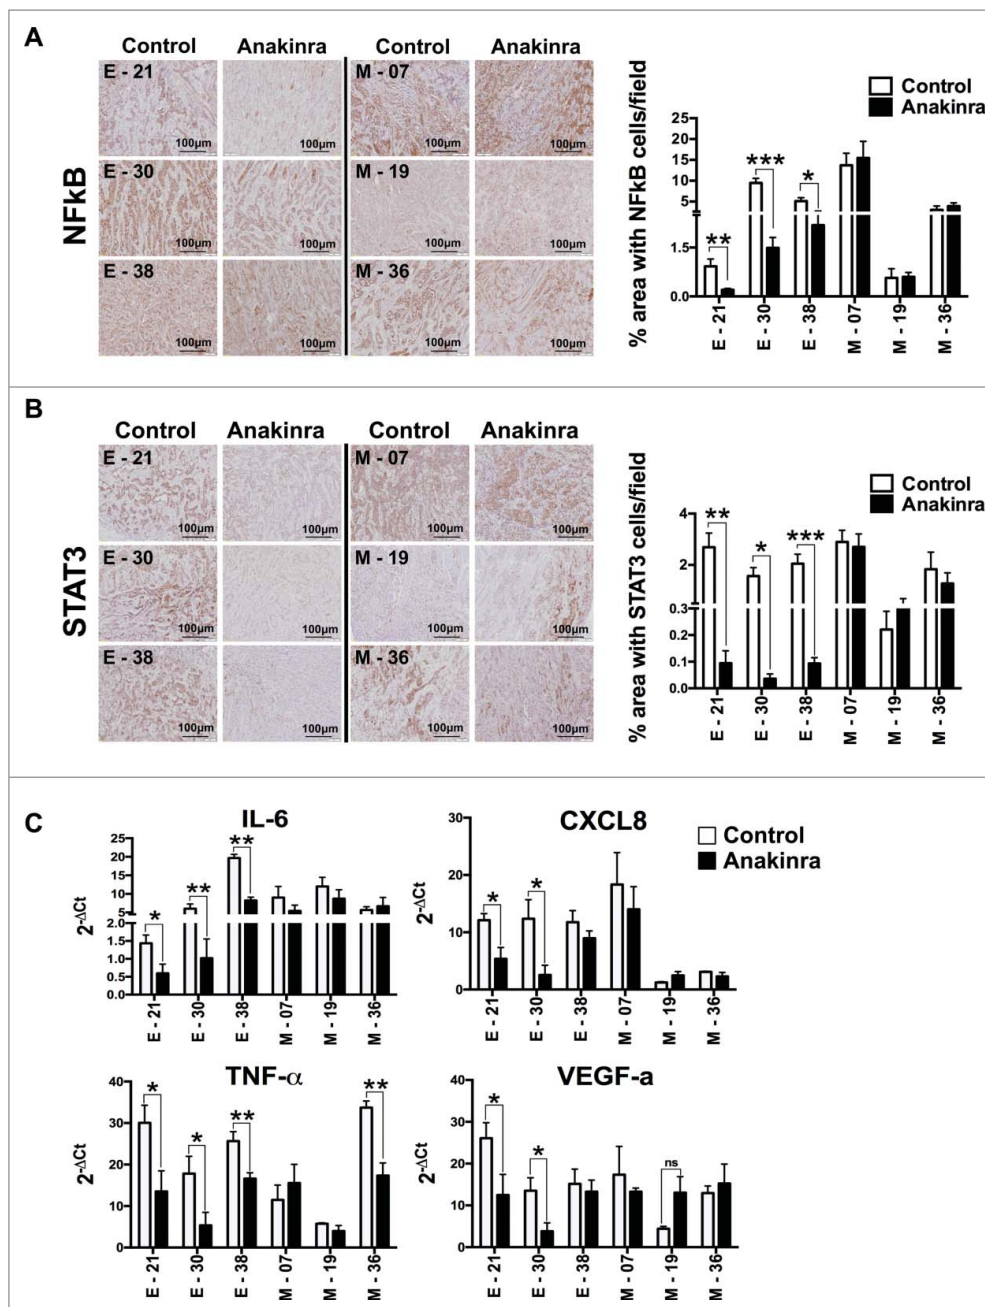 A
Control Anakinra Control Anakinra
NFkB
E - 21 100µm 100µm M - 07 100µm 100µm
E - 30 100µm 100µm M - 19 100µm 100µm
E - 38 100µm 100µm M - 36 100µm 100µm
Control
Anakinra
% area with NFkB cells/field
25
20
15
10
5
1.5
0.0
** *** *
E - 21 E - 30 E - 38 M - 07 M - 19 M - 36
B
Control Anakinra Control Anakinra
STAT3
E - 21 100µm 100µm M - 07 100µm 100µm
E - 30 100µm 100µm M - 19 100µm 100µm
E - 38 100µm 100µm M - 36 100µm 100µm
Control
Anakinra
% area with STAT3 cells/field
4
2
0.3
0.2
0.1
0.0
** * ***
E - 21 E - 30 E - 38 M - 07 M - 19 M - 36
C
IL-6
2-ΔCt
25
20
15
10
5
2.0
1.5
1.0
0.5
0.0
* ** **
E - 21 E - 30 E - 38 M - 07 M - 19 M - 36
CXCL8
2-ΔCt
30
20
10
0
* *
E - 21 E - 30 E - 38 M - 07 M - 19 M - 36
Control
Anakinra
TNF-α
2-ΔCt
40
30
20
10
0
* * ** **
E - 21 E - 30 E - 38 M - 07 M - 19 M - 36
VEGF-a
2-ΔCt
40
30
20
10
0
* * ns
E - 21 E - 30 E - 38 M - 07 M - 19 M - 36